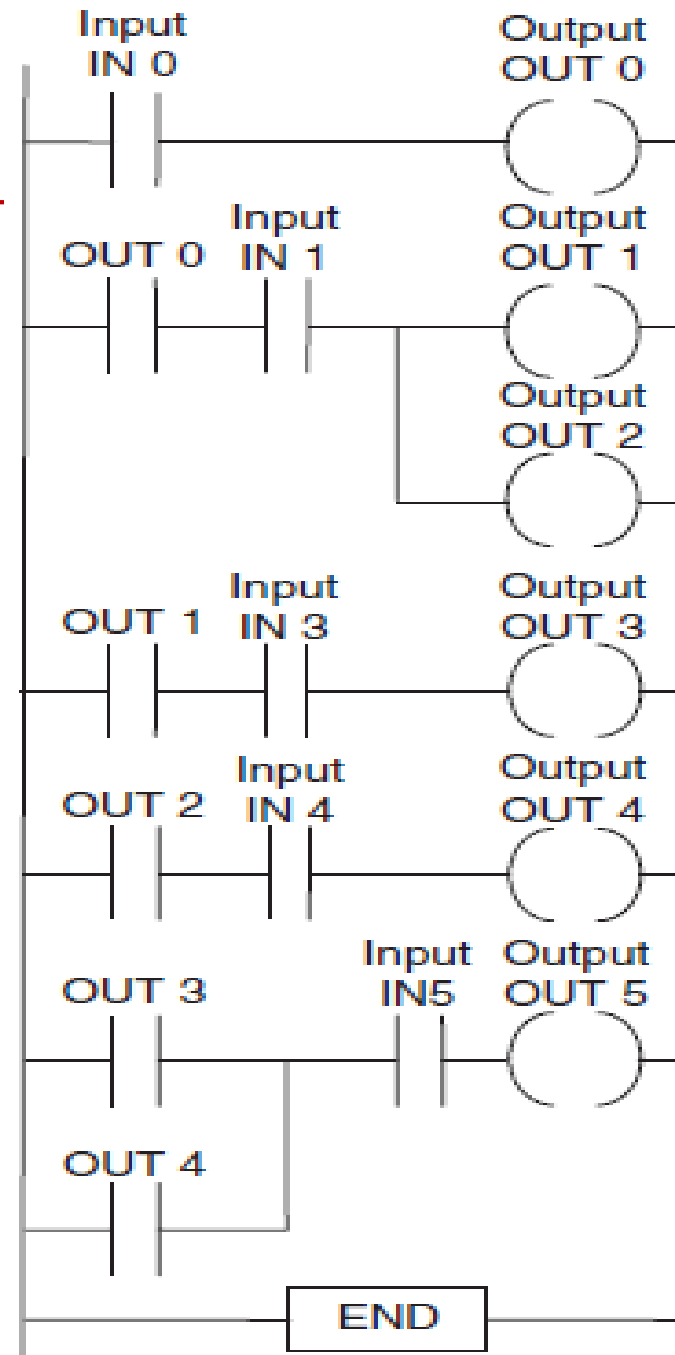 Input
IN 0
Output
OUT 0
OUT 0
Input
IN 1
Output
OUT 1
Output
OUT 2
OUT 1
Input
IN 3
Output
OUT 3
OUT 2
Input
IN 4
Output
OUT 4
OUT 3
Input
IN5
Output
OUT 5
OUT 4
END